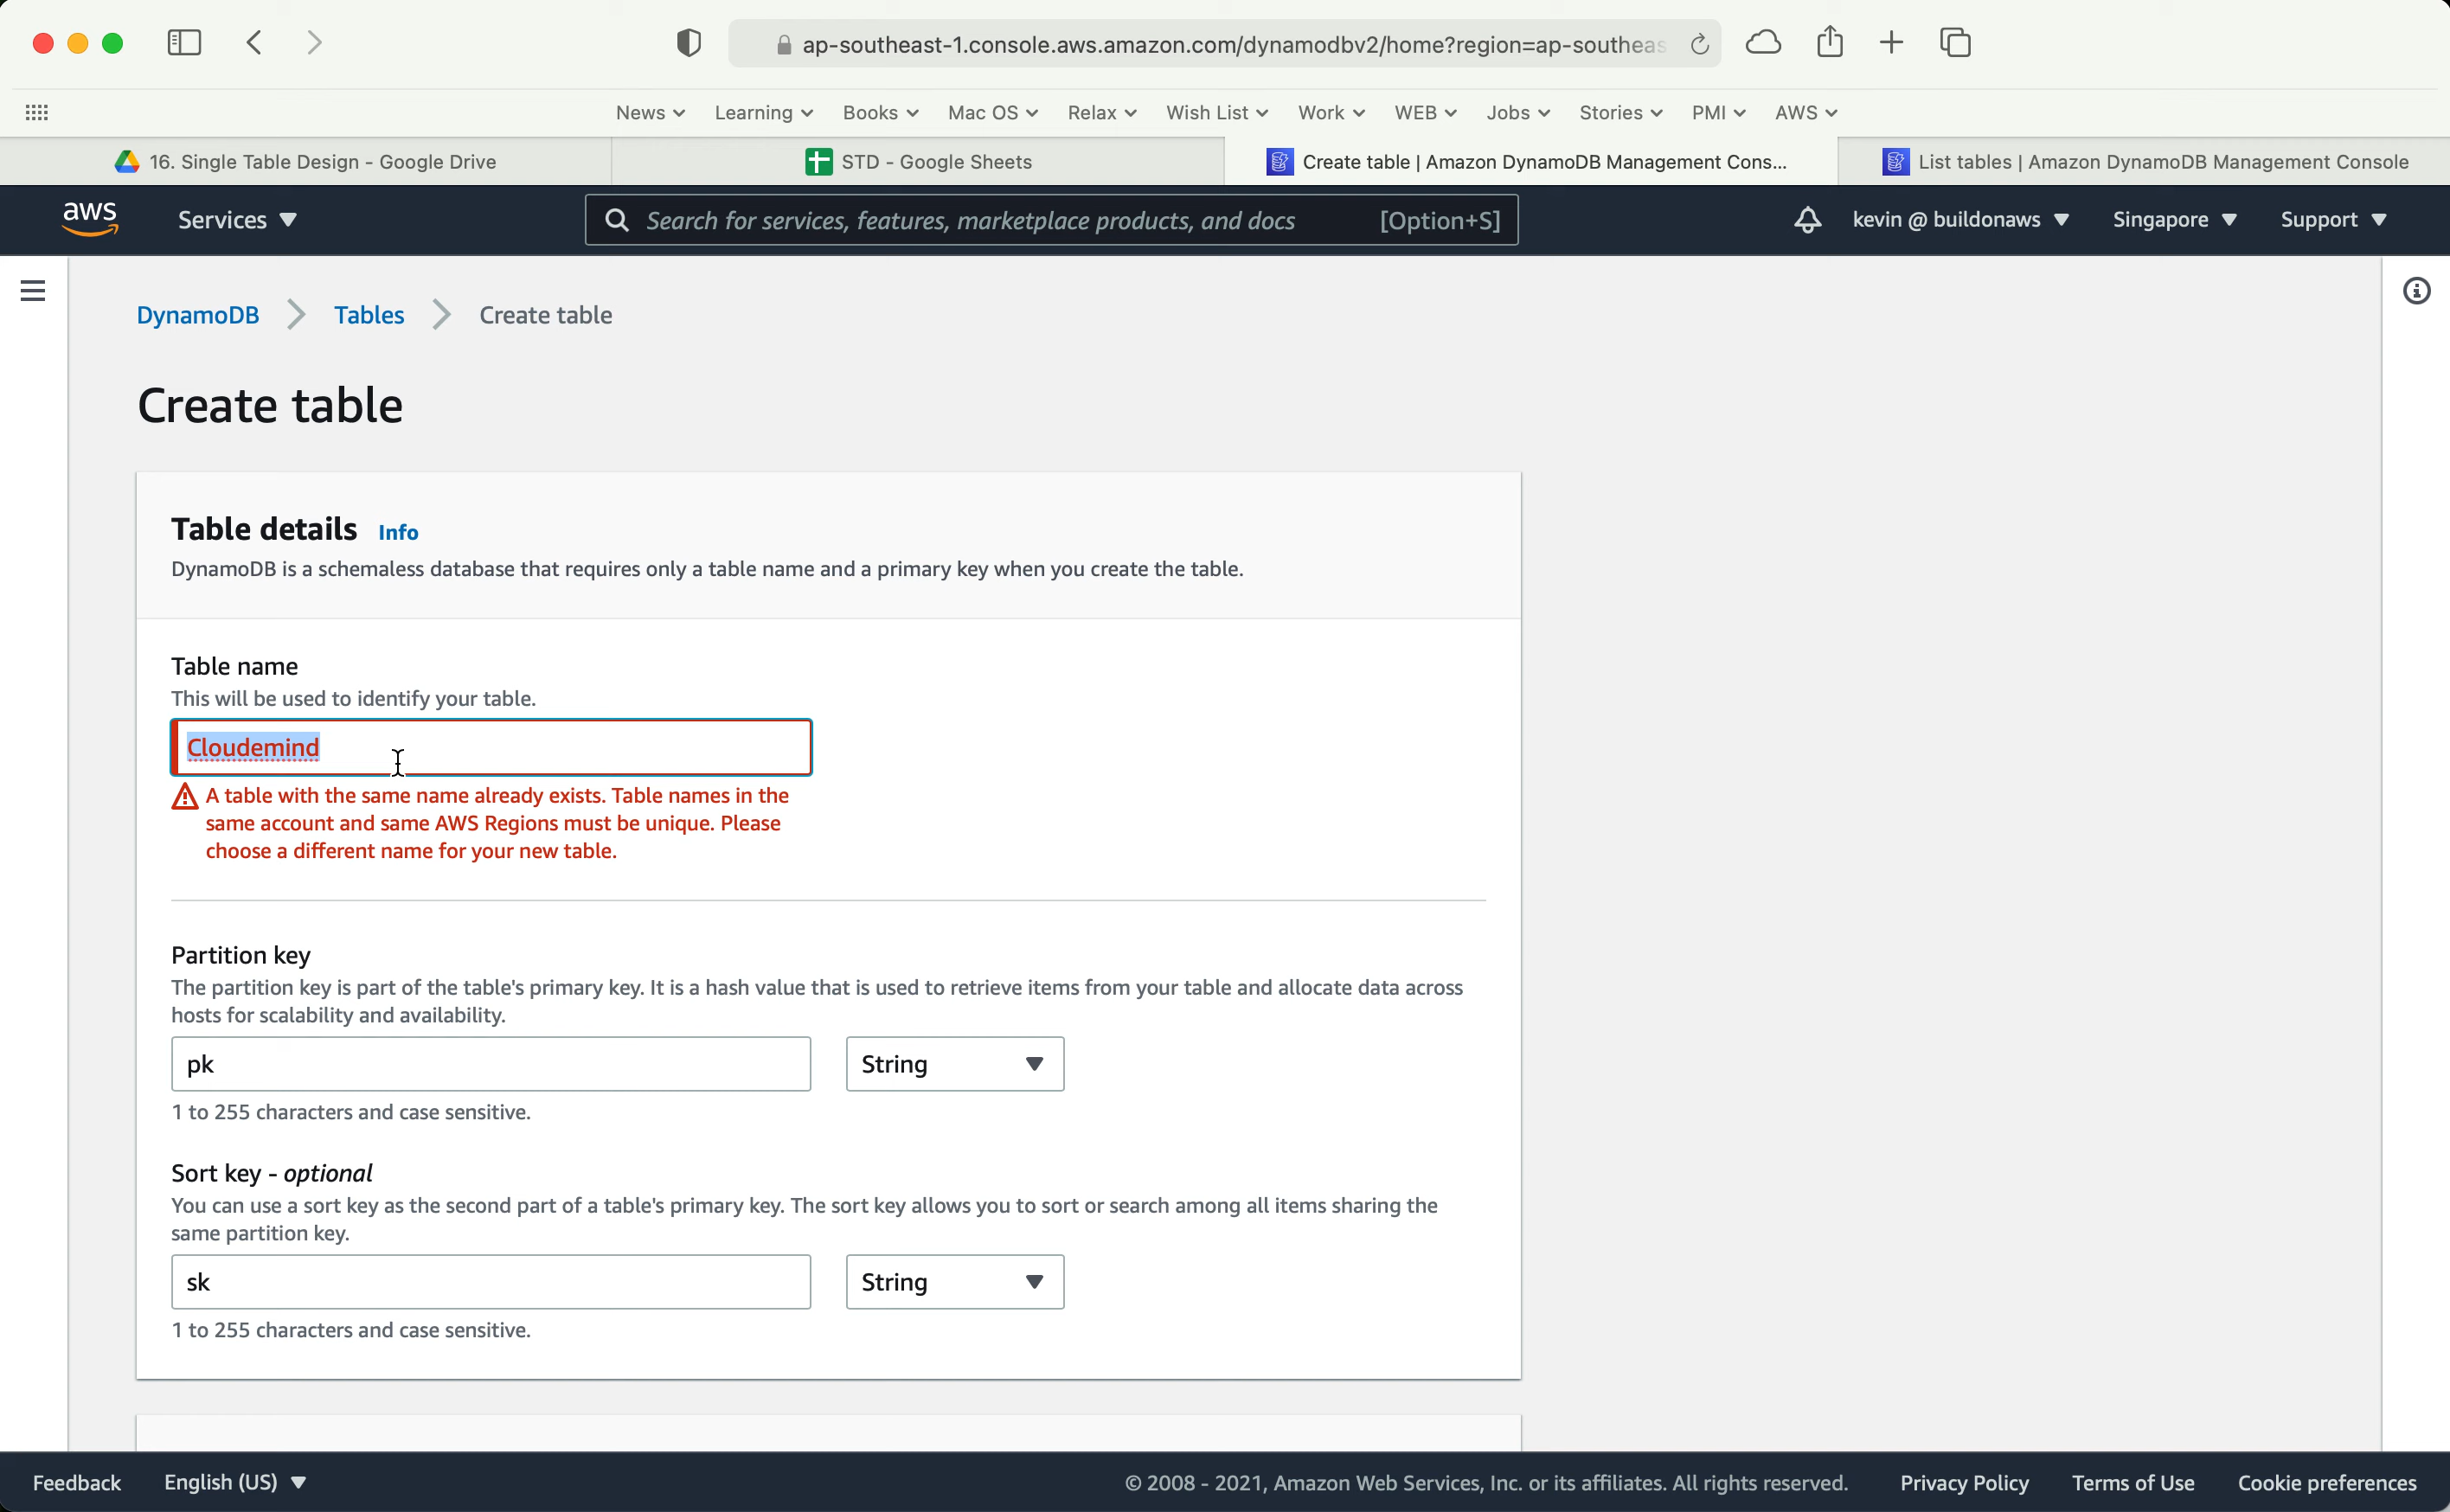 ap-southeast-1.console.aws.amazon.com/dynamodbv2/home?region=ap-southeas
News Learning Books Mac OS Relax Wish List Work WEB Jobs Stories PMI AWS
16. Single Table Design - Google Drive STD - Google Sheets Create table | Amazon DynamoDB Management Cons... List tables | Amazon DynamoDB Management Console
aws Services Search for services, features, marketplace products, and docs [Option+S] kevin @ buildonaws Singapore Support
DynamoDB Tables Create table
Create table
Table details Info
DynamoDB is a schemaless database that requires only a table name and a primary key when you create the table.
Table name
This will be used to identify your table.
Cloudemind
A table with the same name already exists. Table names in the
same account and same AWS Regions must be unique. Please
choose a different name for your new table.
Partition key
The partition key is part of the table's primary key. It is a hash value that is used to retrieve items from your table and allocate data across
hosts for scalability and availability.
pk String
1 to 255 characters and case sensitive.
Sort key - optional
You can use a sort key as the second part of a table's primary key. The sort key allows you to sort or search among all items sharing the
same partition key.
sk String
1 to 255 characters and case sensitive.
Feedback English (US) © 2008 - 2021, Amazon Web Services, Inc. or its affiliates. All rights reserved. Privacy Policy Terms of Use Cookie preferences